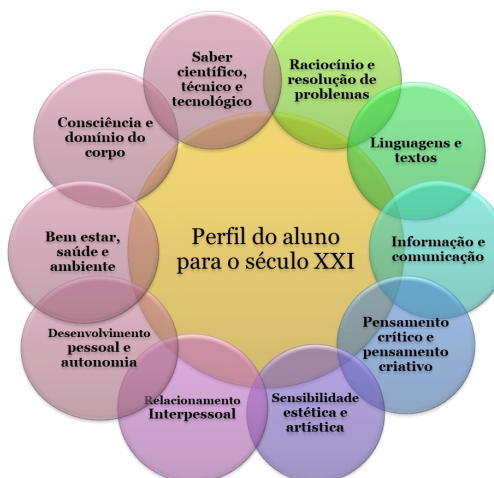 Perfil do aluno
para o século XXI
Raciocínio e
resolução de
problemas
Linguagens e
textos
Informação e
comunicação
Pensamento
crítico e
pensamento
criativo
Sensibilidade
estética e
artística
Relacionamento
Interpessoal
Desenvolvimento
pessoal e
autonomia
Bem estar,
saúde e
ambiente
Consciência e
domínio do
corpo
Saber
científico,
técnico e
tecnológico